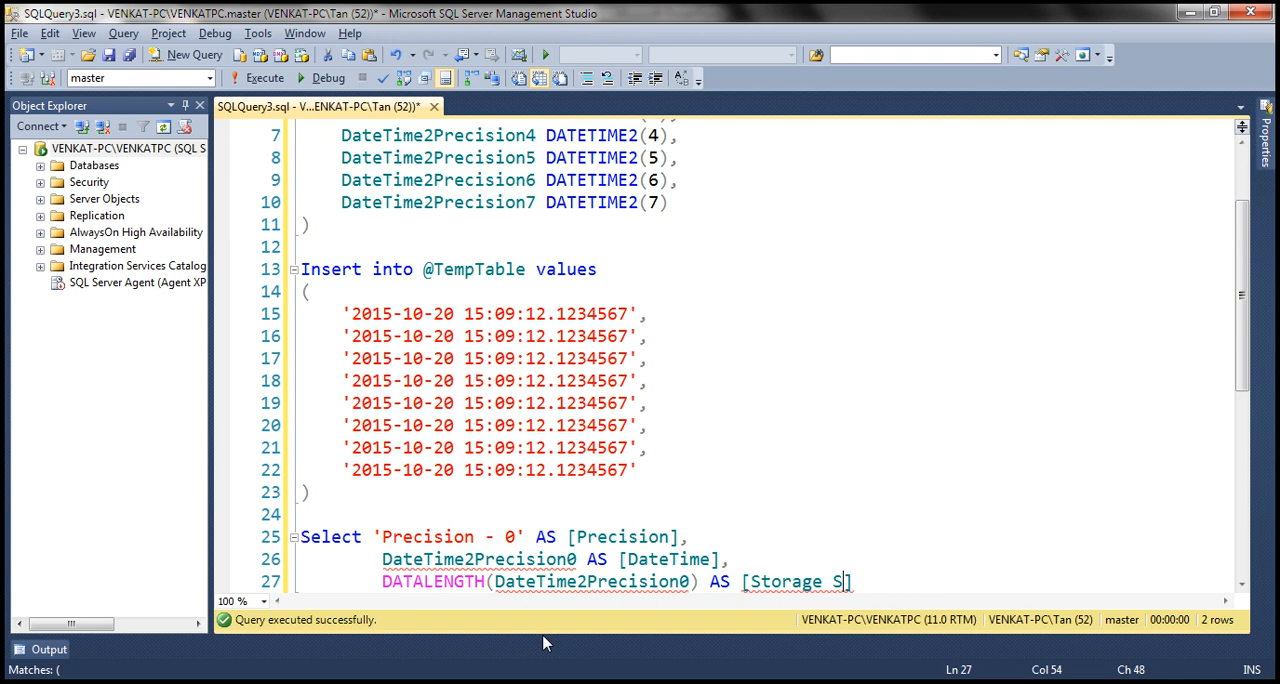 SQLQuery3.sql - VENKAT-PC\VENKATPC.master (VENKAT-PC\Tan (52))* - Microsoft SQL Server Management Studio
File Edit View Query Project Debug Tools Window Help
New Query
master Execute Debug
Object Explorer
SQLQuery3.sql - V...ENKAT-PC\Tan (52))*
Connect
VENKAT-PC\VENKATPC (SQL S
Databases
Security
Server Objects
Replication
AlwaysOn High Availability
Management
Integration Services Catalog
SQL Server Agent (Agent XP
Properties
7 DateTime2Precision4 DATETIME2(4),
8 DateTime2Precision5 DATETIME2(5),
9 DateTime2Precision6 DATETIME2(6),
10 DateTime2Precision7 DATETIME2(7)
11 )
12
13 Insert into @TempTable values
14 (
15 '2015-10-20 15:09:12.1234567',
16 '2015-10-20 15:09:12.1234567',
17 '2015-10-20 15:09:12.1234567',
18 '2015-10-20 15:09:12.1234567',
19 '2015-10-20 15:09:12.1234567',
20 '2015-10-20 15:09:12.1234567',
21 '2015-10-20 15:09:12.1234567',
22 '2015-10-20 15:09:12.1234567'
23 )
24
25 Select 'Precision - 0' AS [Precision],
26 DateTime2Precision0 AS [DateTime],
27 DATALENGTH(DateTime2Precision0) AS [Storage S]
100 %
Query executed successfully. VENKAT-PC\VENKATPC (11.0 RTM) VENKAT-PC\Tan (52) master 00:00:00 2 rows
Output
Matches: ( Ln 27 Col 54 Ch 48 INS